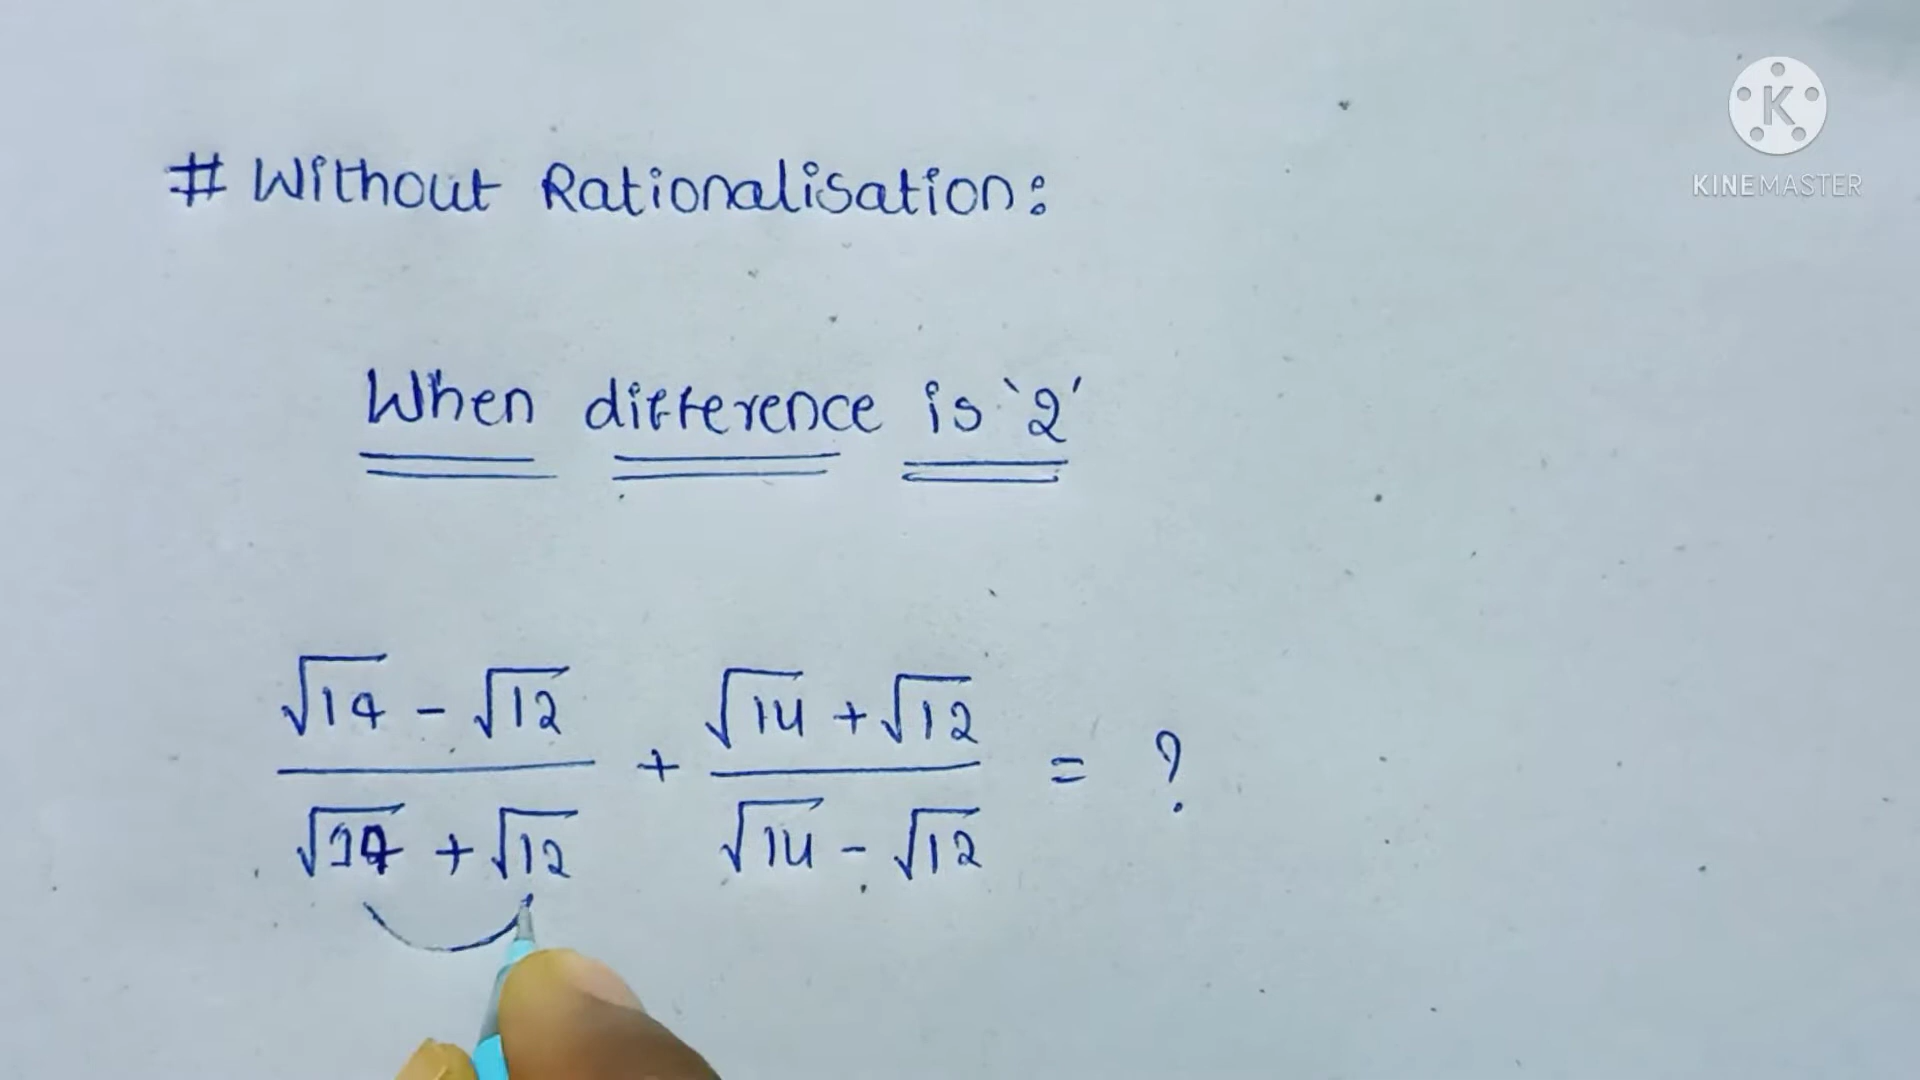 K
KINEMASTER
# Without Rationalisation:
When difference is '2'
√14 - √12 / √14 + √12 + √14 + √12 / √14 - √12 = ?